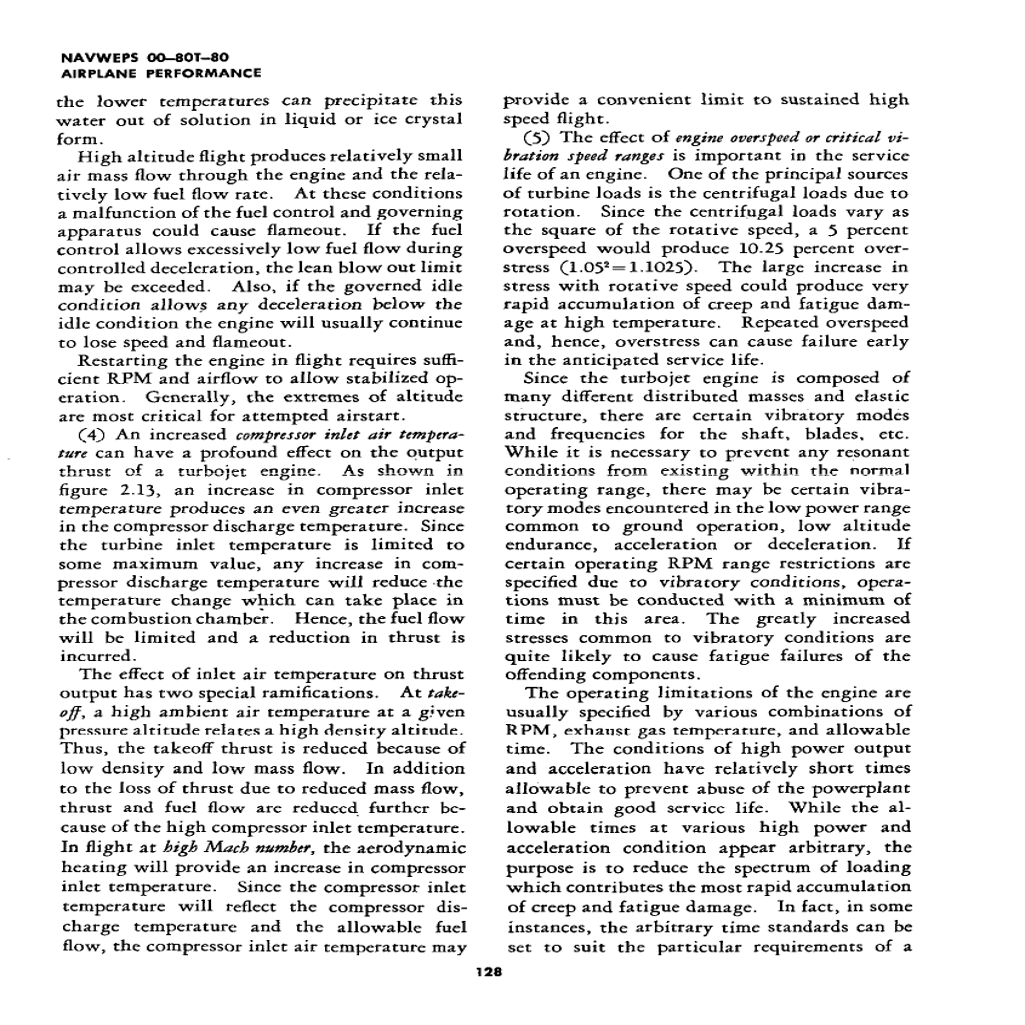 NAVWEPS 00–80T–80
AIRPLANE PERFORMANCE
the lower temperatures can precipitate this
water out of solution in liquid or ice crystal
form.
High altitude flight produces relatively small
air mass flow through the engine and the rela-
tively low fuel flow rate. At these conditions
a malfunction of the fuel control and governing
apparatus could cause flameout. If the fuel
control allows excessively low fuel flow during
controlled deceleration, the lean blow out limit
may be exceeded. Also, if the governed idle
condition allows any deceleration below the
idle condition the engine will usually continue
to lose speed and flameout.
Restarting the engine in flight requires suffi-
cient RPM and airflow to allow stabilized op-
eration. Generally, the extremes of altitude
are most critical for attempted airstart.
(4) An increased compressor inlet air tempera-
ture can have a profound effect on the output
thrust of a turbojet engine. As shown in
figure 2.13, an increase in compressor inlet
temperature produces an even greater increase
in the compressor discharge temperature. Since
the turbine inlet temperature is limited to
some maximum value, any increase in com-
pressor discharge temperature will reduce the
temperature change which can take place in
the combustion chamber. Hence, the fuel flow
will be limited and a reduction in thrust is
incurred.
The effect of inlet air temperature on thrust
output has two special ramifications. At take-
off, a high ambient air temperature at a given
pressure altitude relates a high density altitude.
Thus, the takeoff thrust is reduced because of
low density and low mass flow. In addition
to the loss of thrust due to reduced mass flow,
thrust and fuel flow are reduced further be-
cause of the high compressor inlet temperature.
In flight at high Mach number, the aerodynamic
heating will provide an increase in compressor
inlet temperature. Since the compressor inlet
temperature will reflect the compressor dis-
charge temperature and the allowable fuel
flow, the compressor inlet air temperature may
provide a convenient limit to sustained high
speed flight.
(5) The effect of engine overspeed or critical vi-
bration speed ranges is important in the service
life of an engine. One of the principal sources
of turbine loads is the centrifugal loads due to
rotation. Since the centrifugal loads vary as
the square of the rotative speed, a 5 percent
overspeed would produce 10.25 percent over-
stress (1.05²=1.1025). The large increase in
stress with rotative speed could produce very
rapid accumulation of creep and fatigue dam-
age at high temperature. Repeated overspeed
and, hence, overstress can cause failure early
in the anticipated service life.
Since the turbojet engine is composed of
many different distributed masses and elastic
structure, there are certain vibratory modes
and frequencies for the shaft, blades, etc.
While it is necessary to prevent any resonant
conditions from existing within the normal
operating range, there may be certain vibra-
tory modes encountered in the low power range
common to ground operation, low altitude
endurance, acceleration or deceleration. If
certain operating RPM range restrictions are
specified due to vibratory conditions, opera-
tions must be conducted with a minimum of
time in this area. The greatly increased
stresses common to vibratory conditions are
quite likely to cause fatigue failures of the
offending components.
The operating limitations of the engine are
usually specified by various combinations of
RPM, exhaust gas temperature, and allowable
time. The conditions of high power output
and acceleration have relatively short times
allowable to prevent abuse of the powerplant
and obtain good service life. While the al-
lowable times at various high power and
acceleration condition appear arbitrary, the
purpose is to reduce the spectrum of loading
which contributes the most rapid accumulation
of creep and fatigue damage. In fact, in some
instances, the arbitrary time standards can be
set to suit the particular requirements of a
128